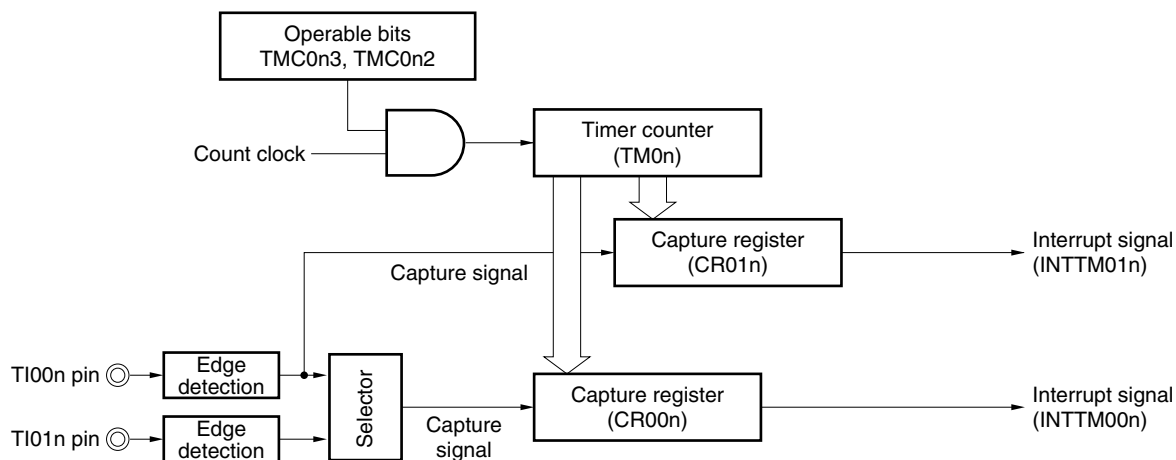 Operable bits
TMC0n3, TMC0n2
Count clock
Timer counter
(TM0n)
Capture register
(CR01n)
Interrupt signal
(INTTM01n)
Capture signal
TI00n pin
Edge
detection
Selector
Capture register
(CR00n)
Interrupt signal
(INTTM00n)
TI01n pin
Edge
detection
Capture
signal